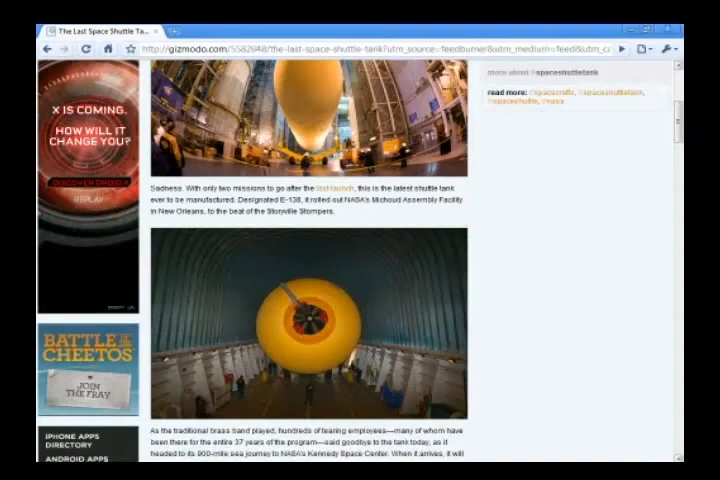 The Last Space Shuttle Ta...
http://gizmodo.com/5582848/the-last-space-shuttle-tank?utm_source=feedburner&utm_medium=feed&utm_ca
X IS COMING.
HOW WILL IT
CHANGE YOU?
DISCOVER DROID X
REPLAY
more about #spaceshuttletank
read more: #spacecrafts, #spaceshuttletank,
#spaceshuttle, #nasa
Sadness. With only two missions to go after the last launch, this is the latest shuttle tank
ever to be manufactured. Designated E-138, it rolled out NASA's Michoud Assembly Facility
in New Orleans, to the beat of the Storyville Stompers.
BATTLE OF THE
CHEETOS
JOIN
THE FRAY
As the traditional brass band played, hundreds of tearing employees—many of whom have
been there for the entire 37 years of the program—said goodbye to the tank today, as it
headed to its 900-mile sea journey to NASA's Kennedy Space Center. When it arrives, it will
iPHONE APPS
DIRECTORY
ANDROID APPS